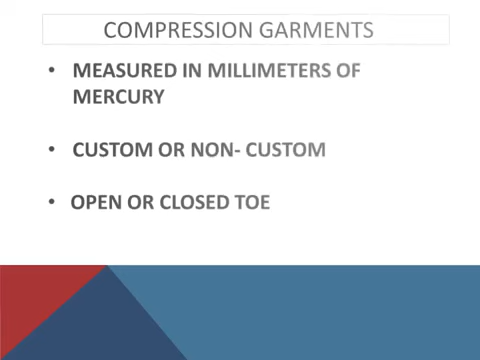 COMPRESSION GARMENTS
• MEASURED IN MILLIMETERS OF
MERCURY
• CUSTOM OR NON- CUSTOM
• OPEN OR CLOSED TOE